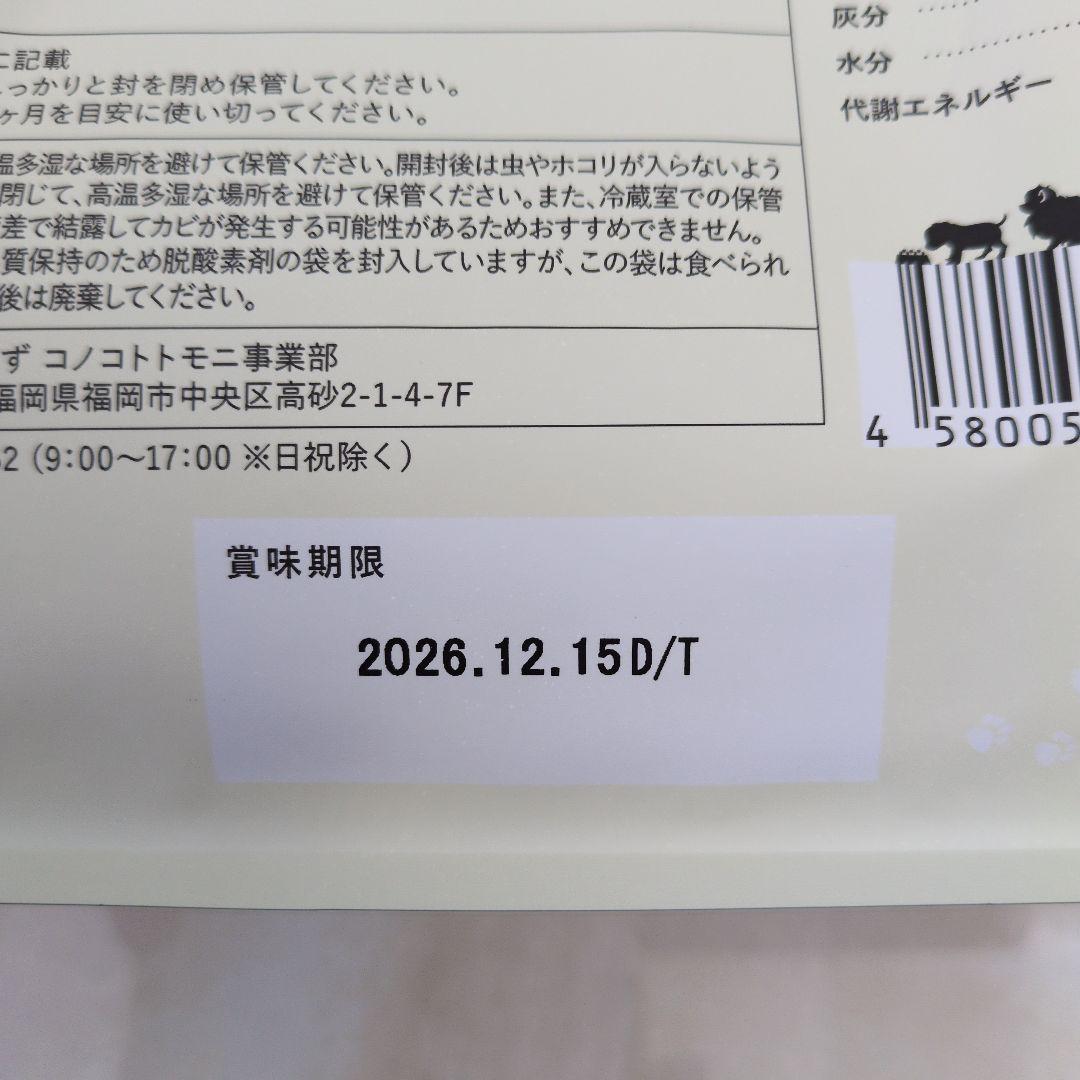 に記載
っかりと封を閉め保管してください。
ヶ月を目安に使い切ってください。
温多湿な場所を避けて保管ください。開封後は虫やホコリが入らないよう
閉じて、高温多湿な場所を避けて保管ください。また、冷蔵室での保管
差で結露してカビが発生する可能性があるためおすすめできません。
質保持のため脱酸素剤の袋を封入していますが、この袋は食べられ
後は廃棄してください。
ず コノコトトモニ事業部
福岡県福岡市中央区高砂2-1-4-7F
2（9:00〜17:00 ※日祝除く）
灰分
水分
代謝エネルギー
4 58005
賞味期限
2026.12.15D/T